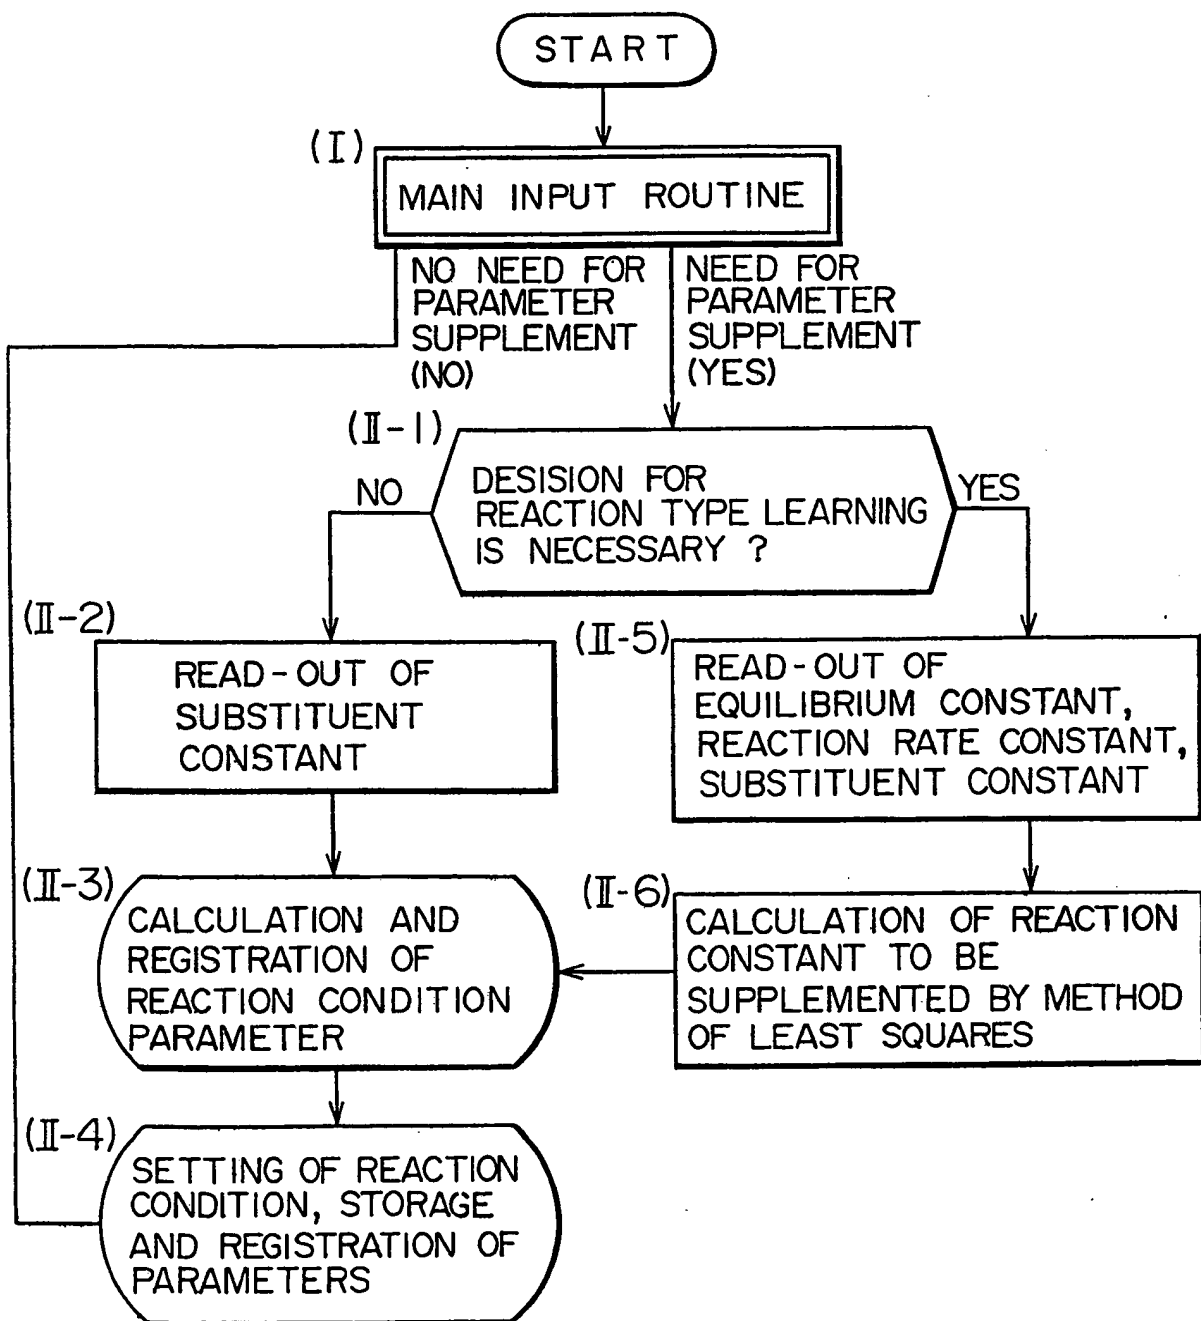 START
(I)
MAIN INPUT ROUTINE
NO NEED FOR
PARAMETER
SUPPLEMENT
(NO)
NEED FOR
PARAMETER
SUPPLEMENT
(YES)
(II-1)
NO
DESISION FOR
REACTION TYPE LEARNING
IS NECESSARY ?
YES
(II-2)
READ-OUT OF
SUBSTITUENT
CONSTANT
(II-5)
READ-OUT OF
EQUILIBRIUM CONSTANT,
REACTION RATE CONSTANT,
SUBSTITUENT CONSTANT
(II-3)
CALCULATION AND
REGISTRATION OF
REACTION CONDITION
PARAMETER
(II-6)
CALCULATION OF REACTION
CONSTANT TO BE
SUPPLEMENTED BY METHOD
OF LEAST SQUARES
(II-4)
SETTING OF REACTION
CONDITION, STORAGE
AND REGISTRATION OF
PARAMETERS